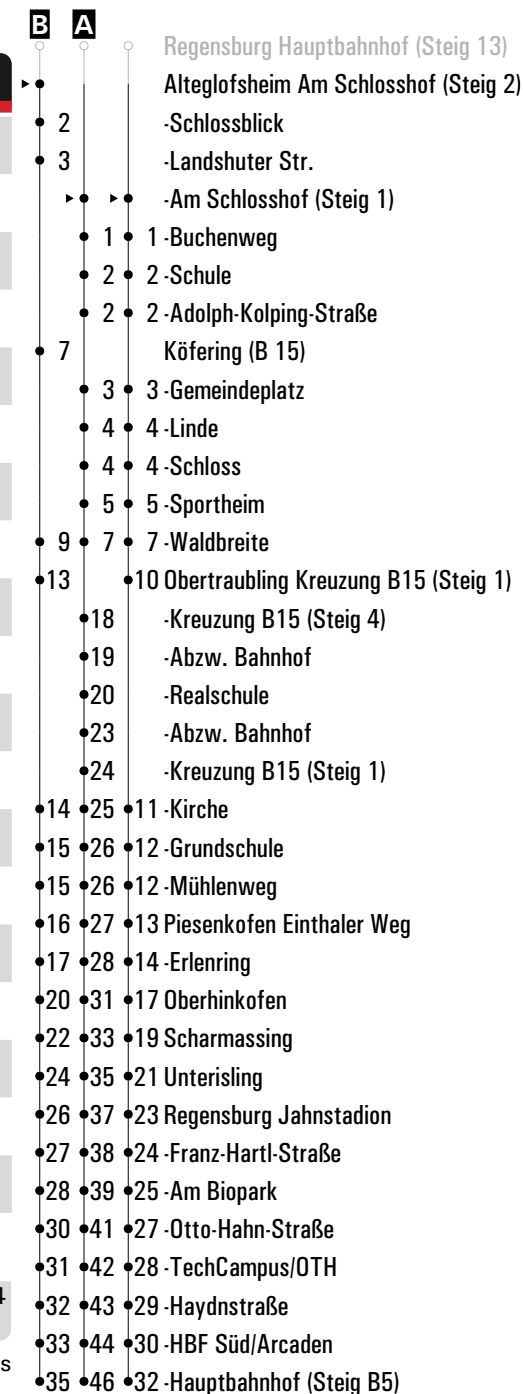 B A
Regensburg Hauptbahnhof (Steig 13)
Alteglofsheim Am Schlosshof (Steig 2)
2 -Schlossblick
3 -Landshuter Str.
-Am Schlosshof (Steig 1)
1 1 -Buchenweg
2 2 -Schule
2 2 -Adolph-Kolping-Straße
7 Köfering (B 15)
3 3 -Gemeindeplatz
4 4 -Linde
4 4 -Schloss
5 5 -Sportheim
9 7 7 -Waldbreite
13 10 Obertraubling Kreuzung B15 (Steig 1)
18 -Kreuzung B15 (Steig 4)
19 -Abzw. Bahnhof
20 -Realschule
23 -Abzw. Bahnhof
24 -Kreuzung B15 (Steig 1)
14 25 11 -Kirche
15 26 12 -Grundschule
15 26 12 -Mühlenweg
16 27 13 Piesenkofen Einthaler Weg
17 28 14 -Erlenring
20 31 17 Oberhinkofen
22 33 19 Scharmassing
24 35 21 Unterisling
26 37 23 Regensburg Jahnstadion
27 38 24 -Franz-Hartl-Straße
28 39 25 -Am Biopark
30 41 27 -Otto-Hahn-Straße
31 42 28 -TechCampus/OTH
32 43 29 -Haydnstraße
33 44 30 -HBF Süd/Arcaden
s
35 46 32 -Hauptbahnhof (Steig B5)